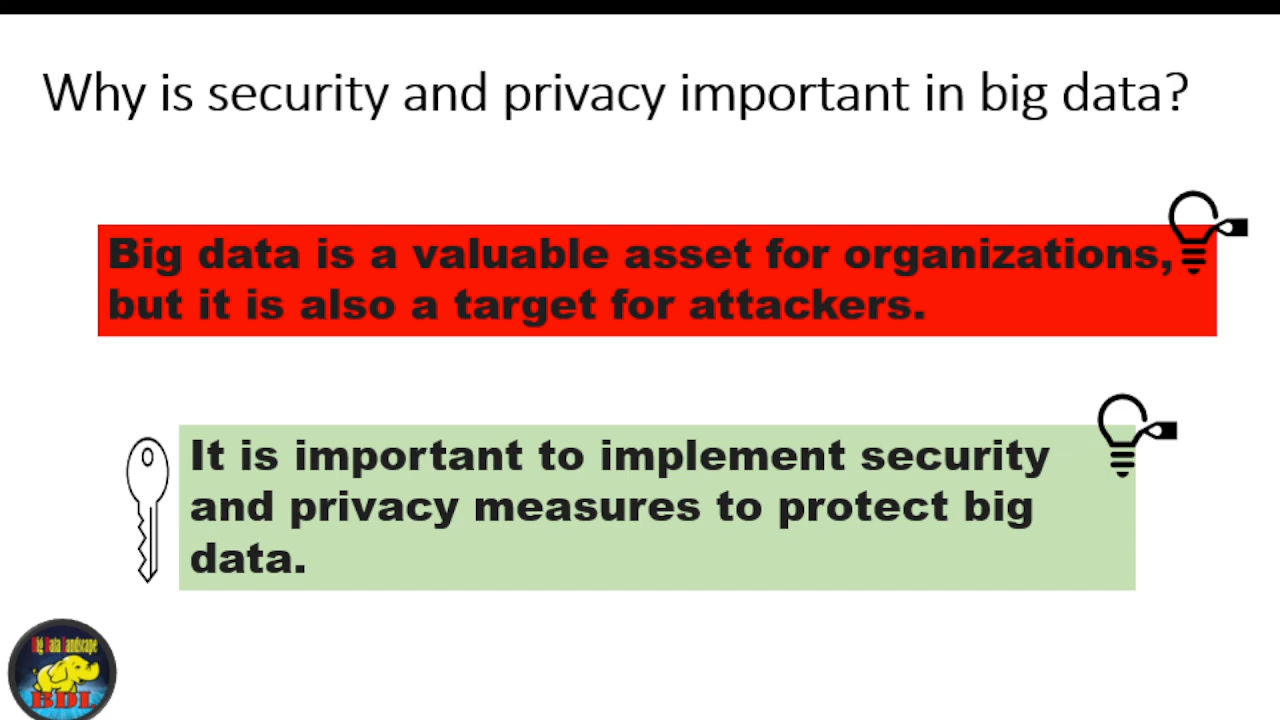 Why is security and privacy important in big data?
Big data is a valuable asset for organizations,
but it is also a target for attackers.
It is important to implement security
and privacy measures to protect big
data.
Big Data Landscape
BDL